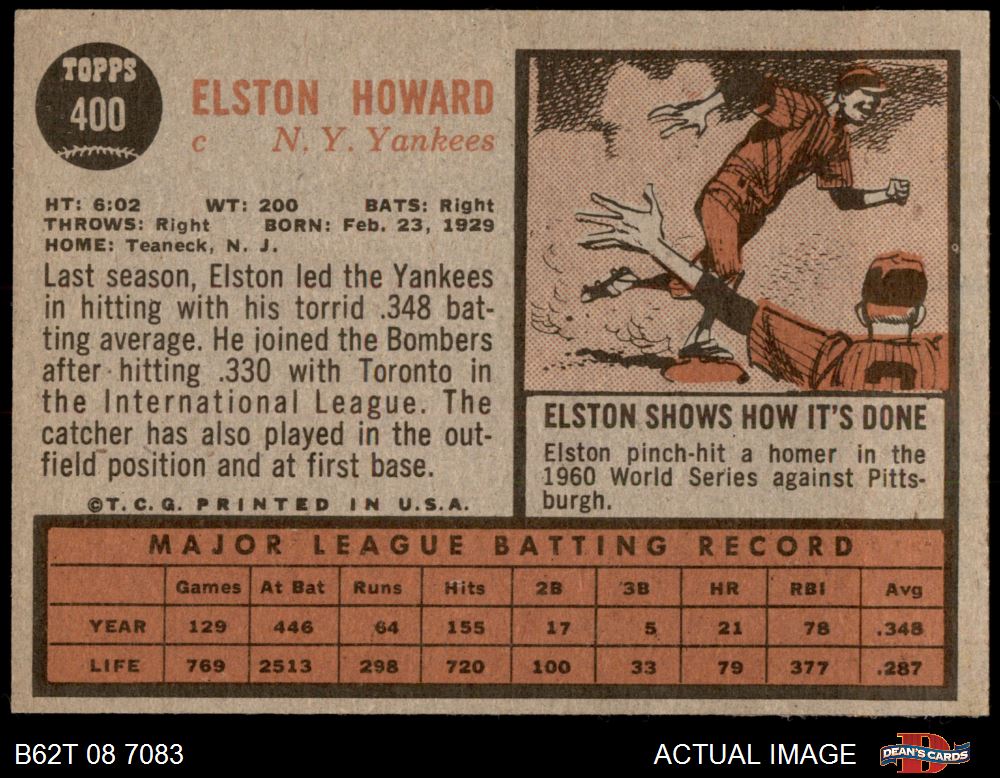 TOPPS
400
ELSTON HOWARD
c N. Y. Yankees
HT: 6:02 WT: 200 BATS: Right
THROWS: Right BORN: Feb. 23, 1929
HOME: Teaneck, N. J.
Last season, Elston led the Yankees
in hitting with his torrid .348 bat-
ting average. He joined the Bombers
after hitting .330 with Toronto in
the International League. The
catcher has also played in the out-
field position and at first base.
©T.C.G. PRINTED IN U.S.A.
ELSTON SHOWS HOW IT'S DONE
Elston pinch-hit a homer in the
1960 World Series against Pitts-
burgh.
MAJOR LEAGUE BATTING RECORD
Games At Bat Runs Hits 2B 3B HR RBI Avg
YEAR 129 446 64 155 17 5 21 78 .348
LIFE 769 2513 298 720 100 33 79 377 .287
B62T 08 7083 ACTUAL IMAGE DEAN'S CARDS